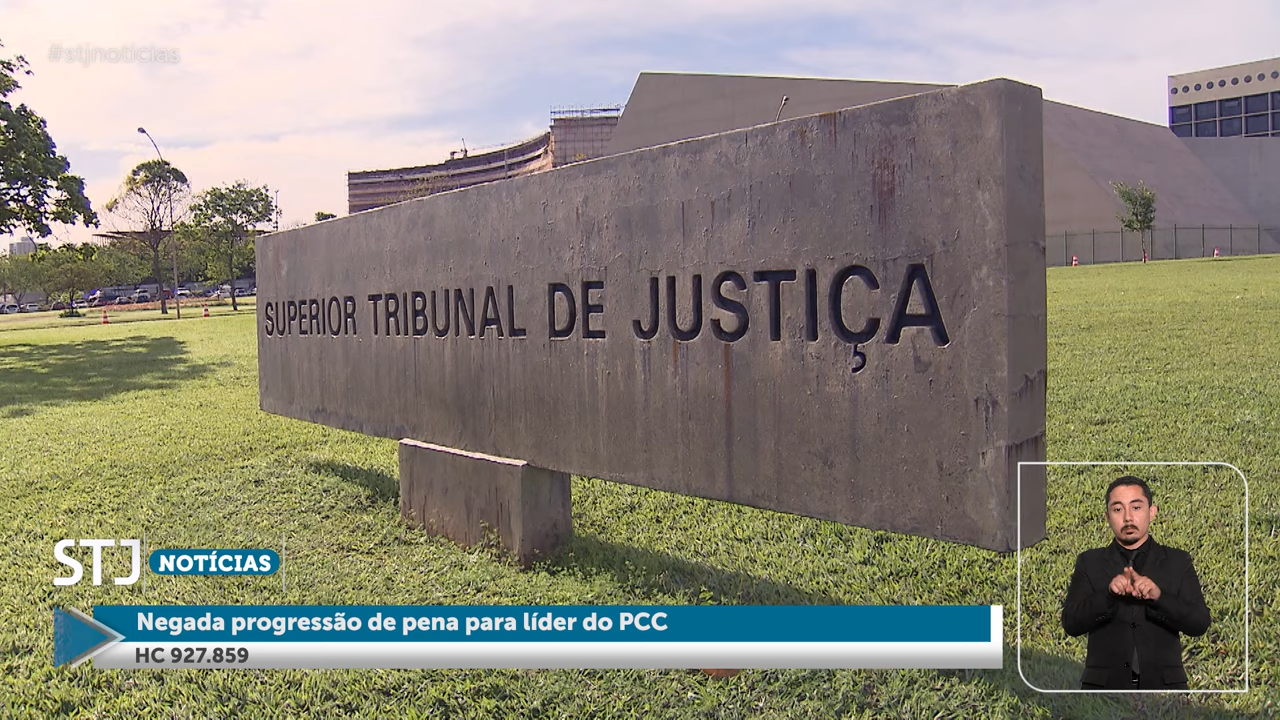 #stjnoticias
SUPERIOR TRIBUNAL DE JUSTIÇA
STJ NOTÍCIAS
Negada progressão de pena para líder do PCC
HC 927.859